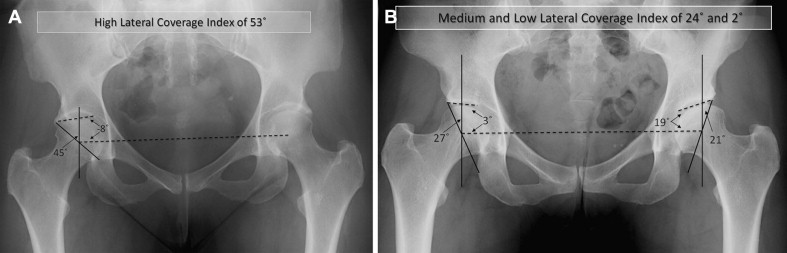 A
High Lateral Coverage Index of 53˚
8˚
45˚
B
Medium and Low Lateral Coverage Index of 24˚ and 2˚
3˚
27˚
19˚
21˚